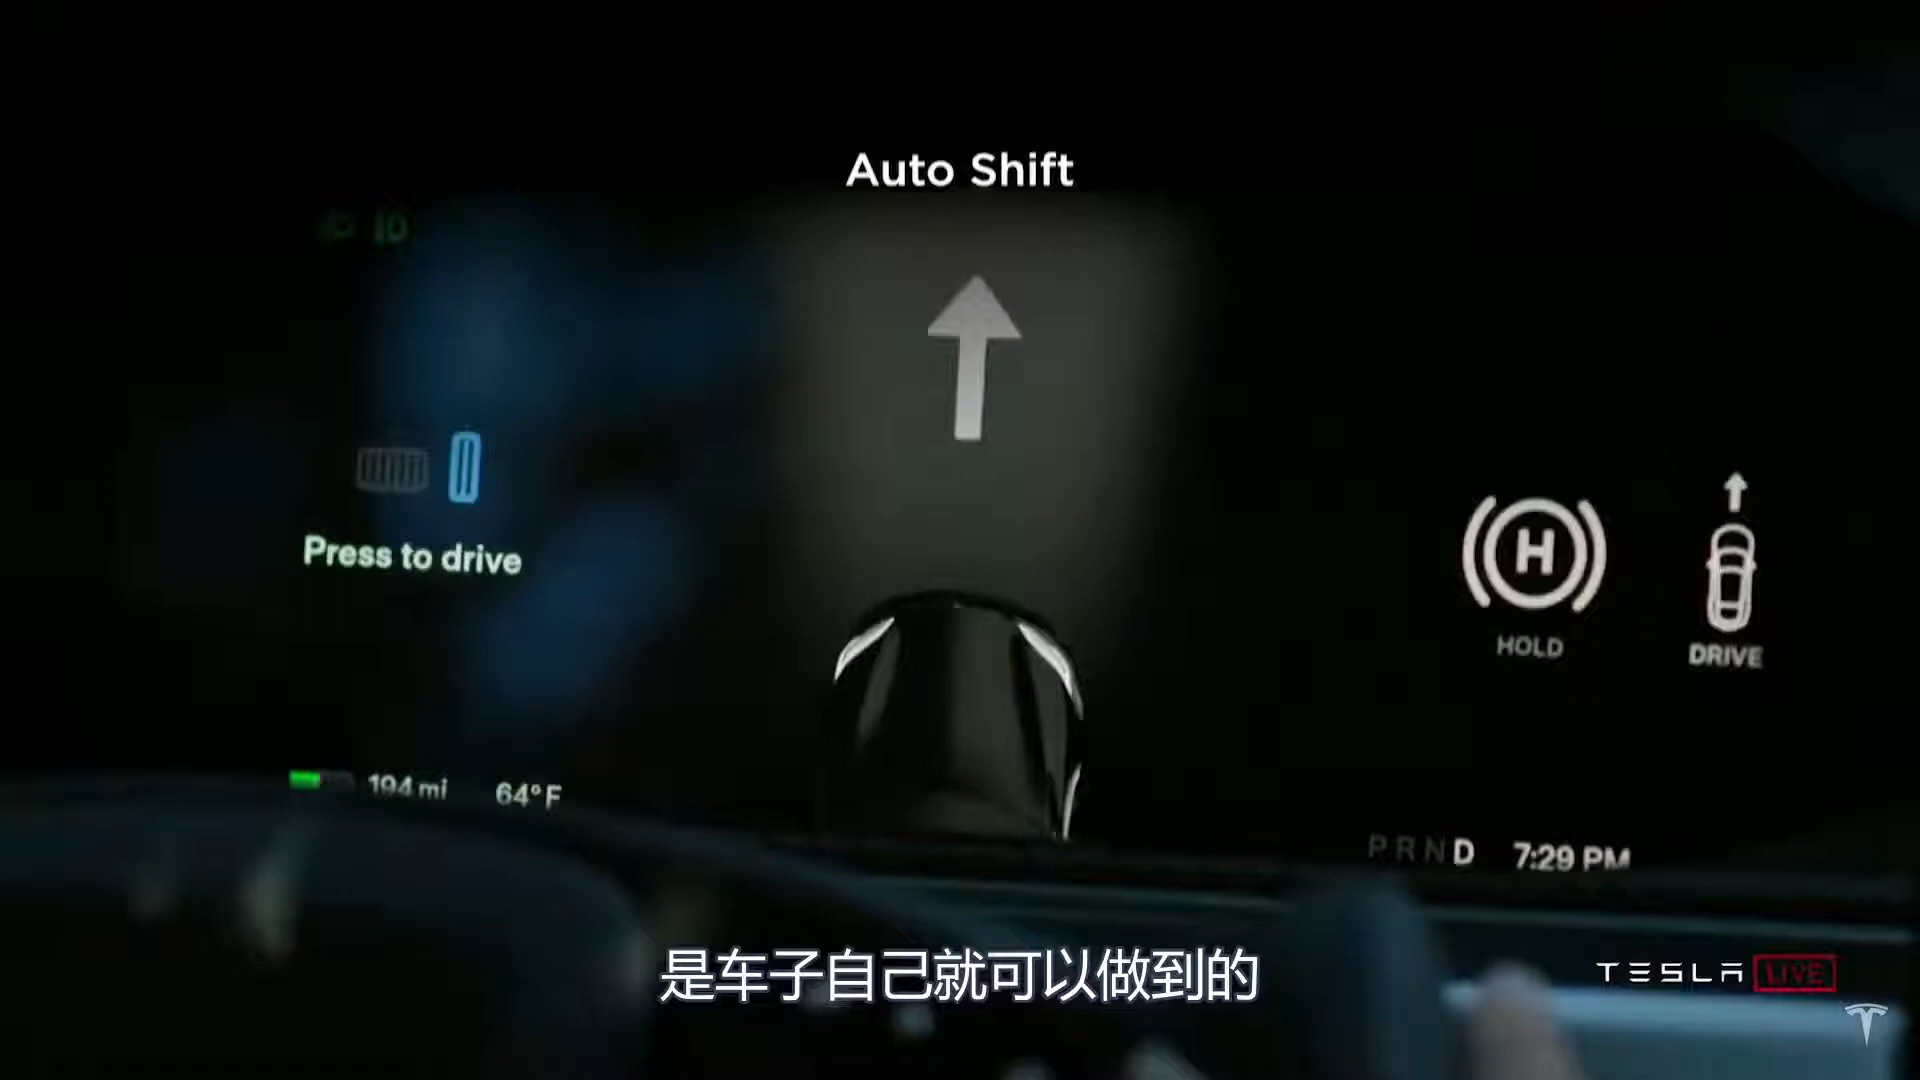 Auto Shift
Press to drive
H
HOLD
DRIVE
194 mi 64°F
P R N D 7:29 PM
是车子自己就可以做到的
TESLA LIVE